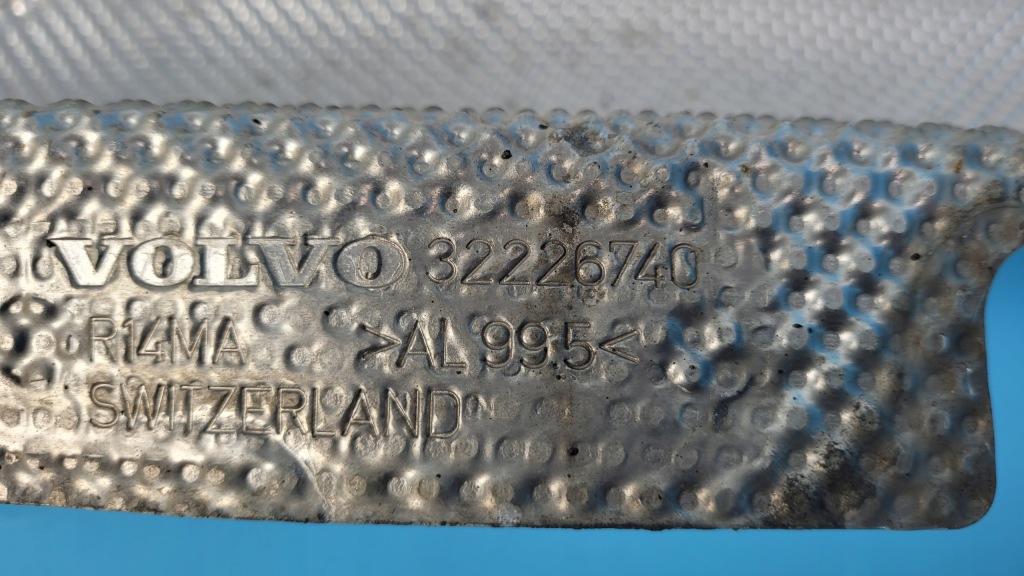 VOLVO 32226740
R14MA >AL 99.5<
SWITZERLAND